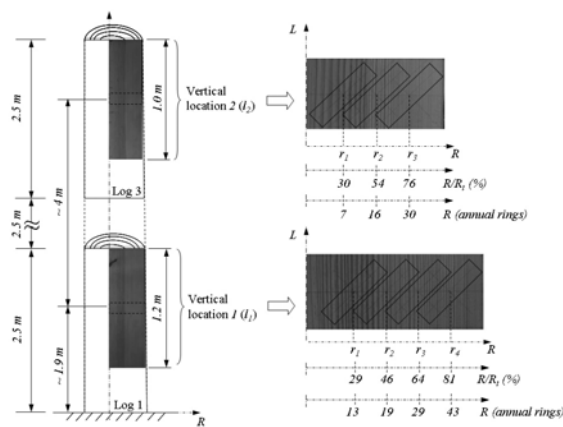 2.5 m
2.5 m
2.5 m
~ 4 m
~ 1.9 m
1.0 m
Vertical
location 2 (l2)
Log 3
1.2 m
Vertical
location 1 (l1)
Log 1
R
L
r1 r2 r3 R
R/Rt (%)
30 54 76
R (annual rings)
7 16 30
L
r1 r2 r3 r4 R
R/Rt (%)
29 46 64 81
R (annual rings)
13 19 29 43